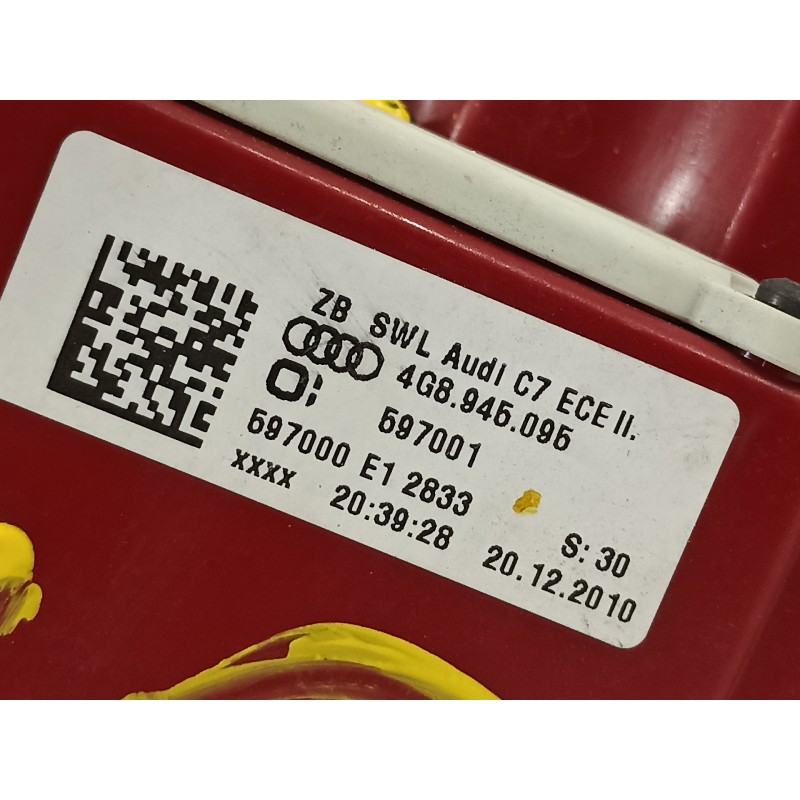 ZB SWL Audi C7 ECE II.
4G8.945.095
597001
597000 E1 2833
xxxx 20:39:28 S: 30
20.12.2010